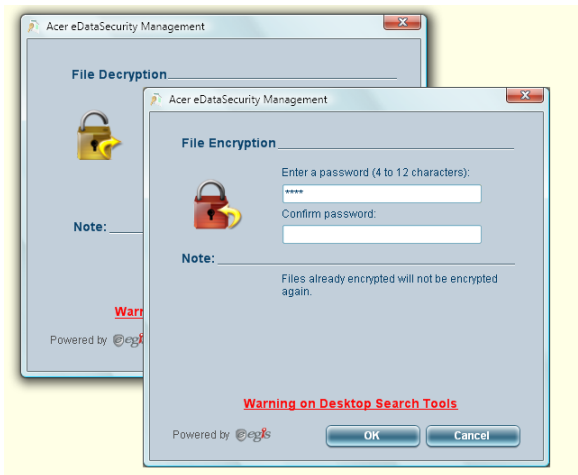 Acer eDataSecurity Management
File Decryption
Note:
Powered by egi
Acer eDataSecurity Management
File Encryption
Enter a password (4 to 12 characters):
****
Confirm password:
Note:
Files already encrypted will not be encrypted
again.
Warning on Desktop Search Tools
Powered by egis
OK
Cancel